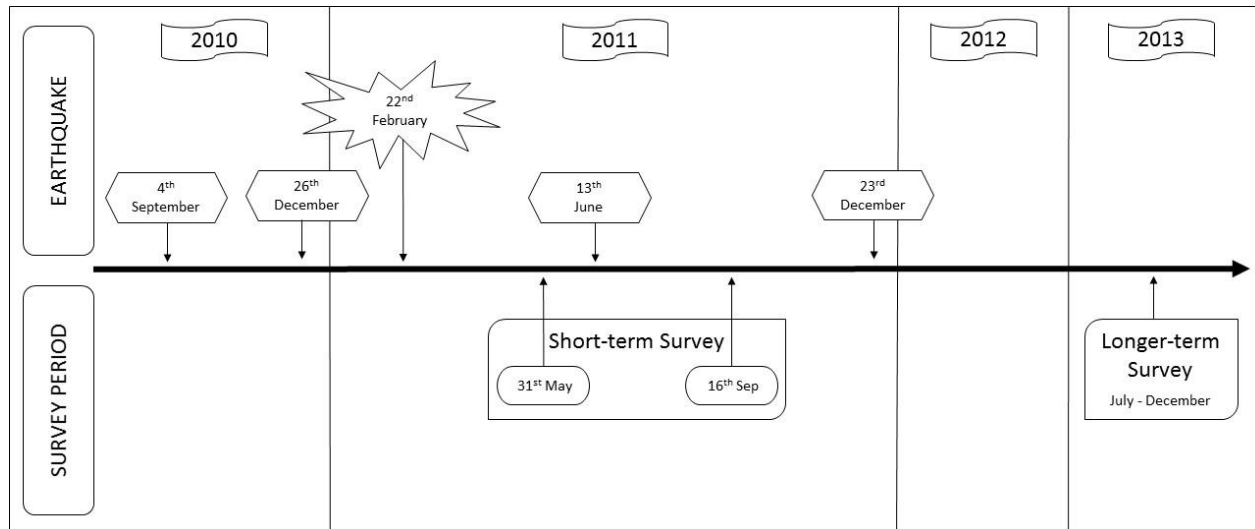 2010
2011
2012
2013
EARTHQUAKE
22nd
February
4th
September
26th
December
13th
June
23rd
December
SURVEY PERIOD
Short-term Survey
31st May
16th Sep
Longer-term
Survey
July - December